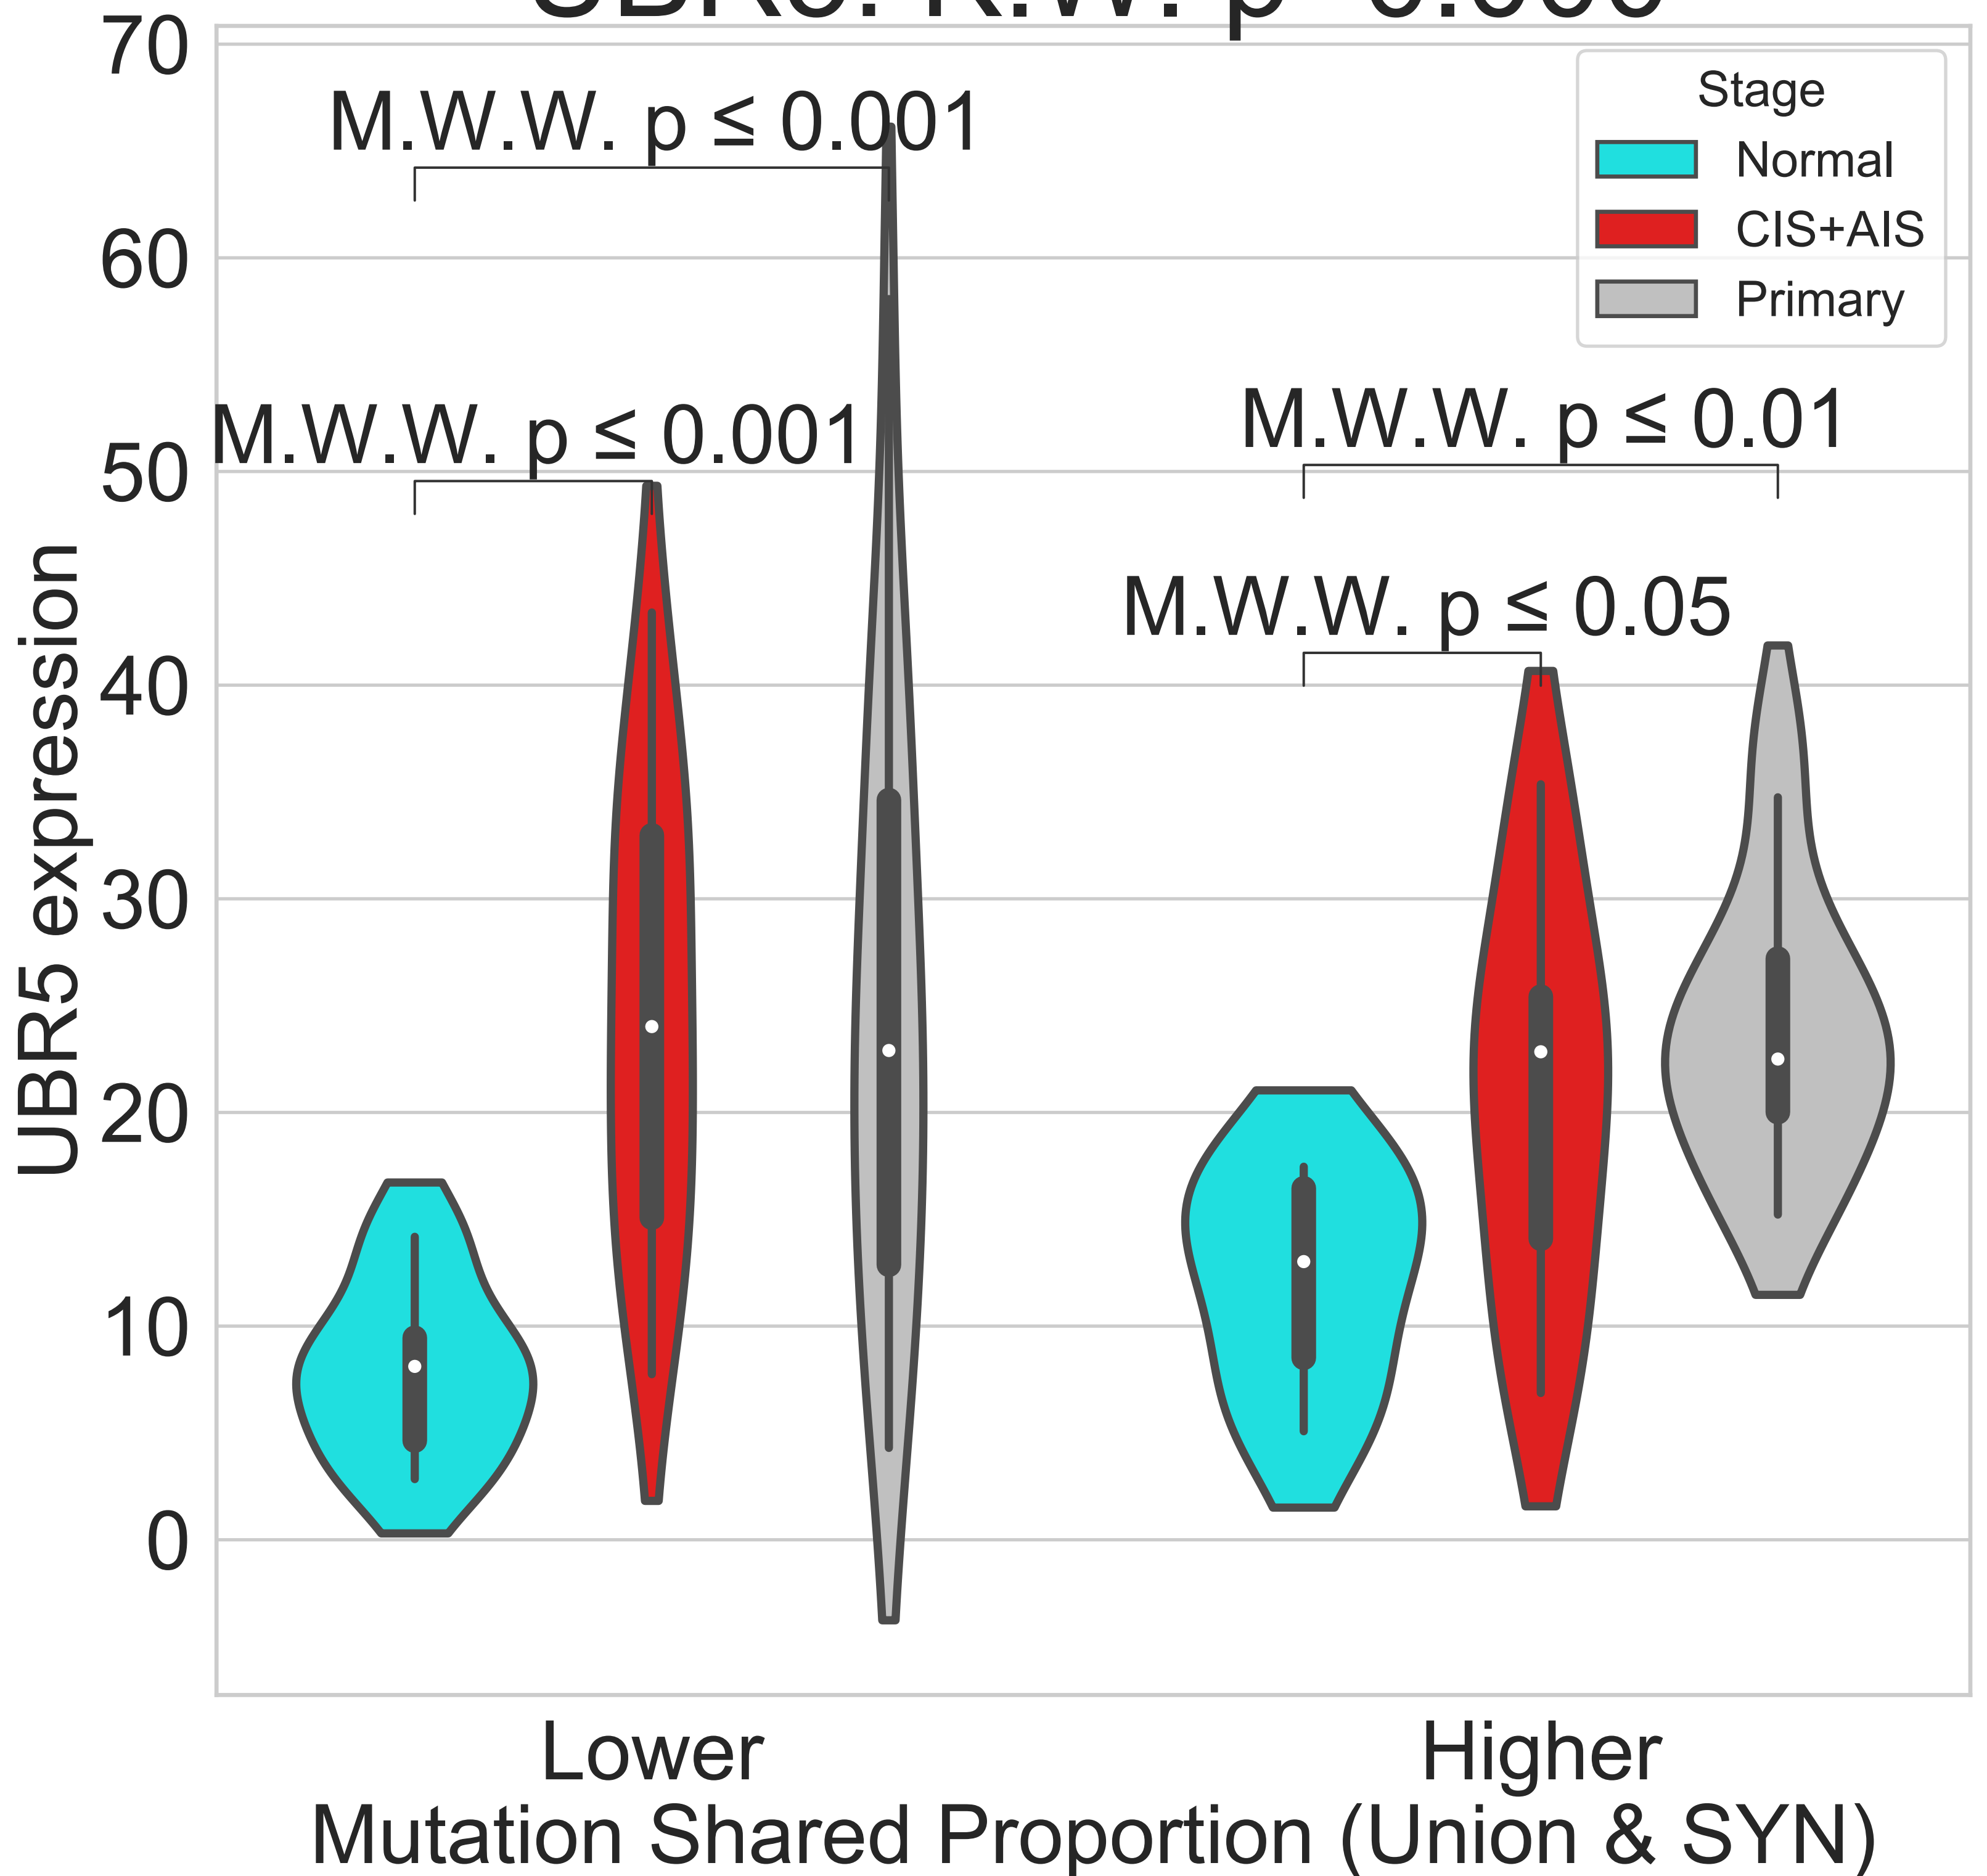 70
60
50
40
30
20
10
0
UBR5 expression
M.W.W. p ≤ 0.001
M.W.W. p ≤ 0.001
M.W.W. p ≤ 0.01
M.W.W. p ≤ 0.05
Stage
Normal
CIS+AIS
Primary
Lower
Higher
Mutation Shared Proportion (Union & SYN)